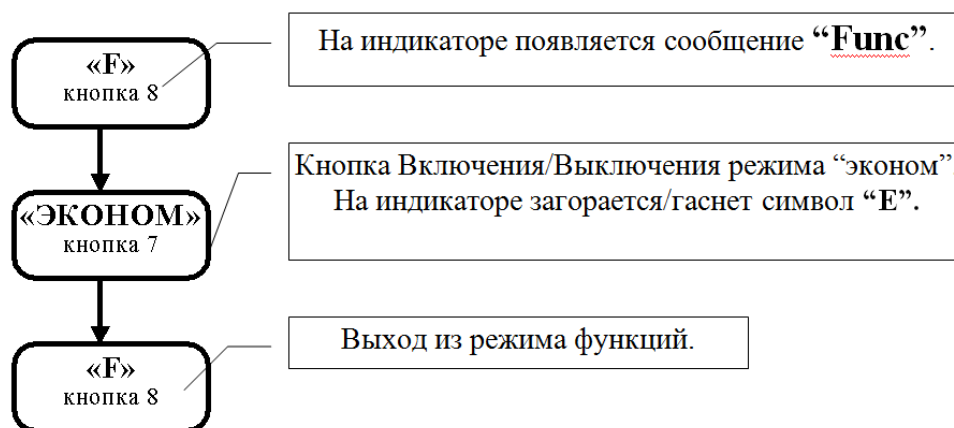 «F»
кнопка 8
На индикаторе появляется сообщение “Func”.
«ЭКОНОМ»
кнопка 7
Кнопка Включения/Выключения режима “эконом”.
На индикаторе загорается/гаснет символ “E”.
«F»
кнопка 8
Выход из режима функций.